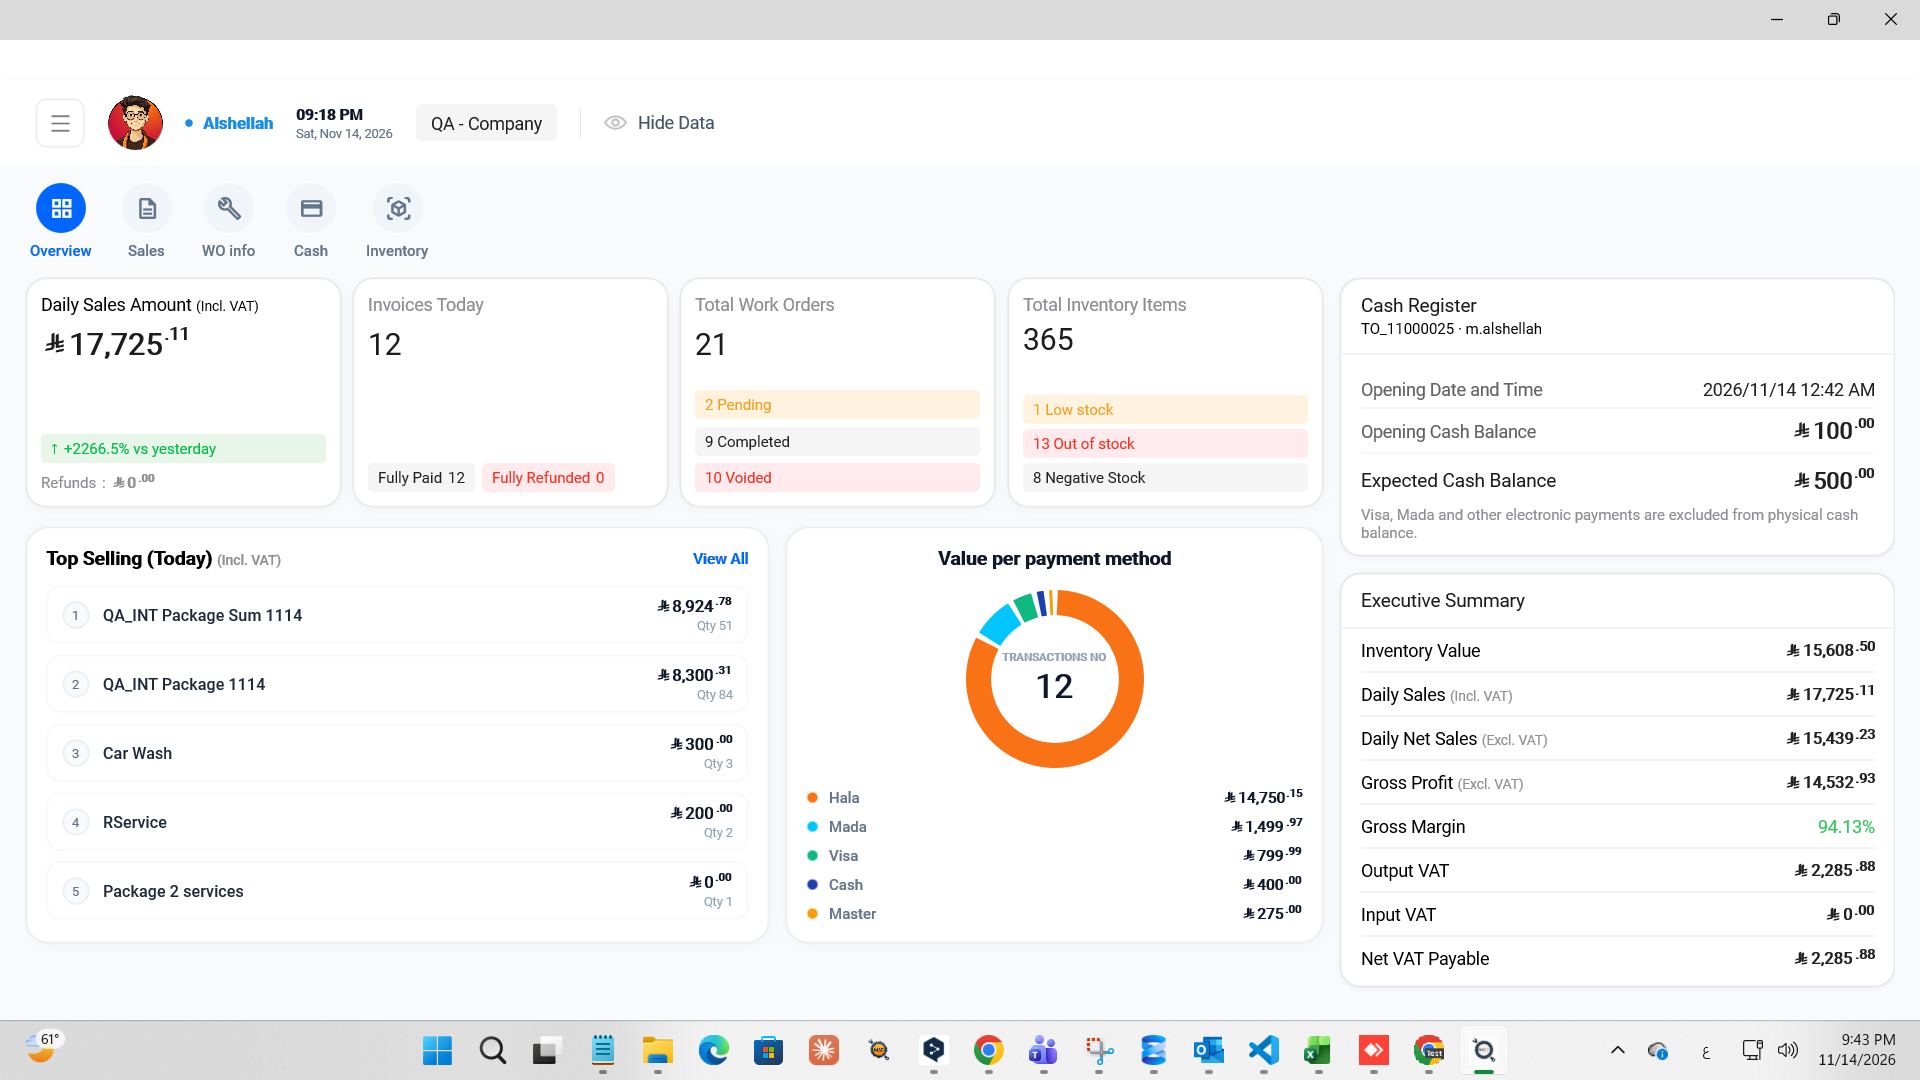 Alshellah
09:18 PM
Sat, Nov 14, 2026
QA - Company
Hide Data
Overview
Sales
WO info
Cash
Inventory
Daily Sales Amount (Incl. VAT)
17,725.11
↑ +2266.5% vs yesterday
Refunds : 0.00
Invoices Today
12
Fully Paid 12
Fully Refunded 0
Total Work Orders
21
2 Pending
9 Completed
10 Voided
Total Inventory Items
365
1 Low stock
13 Out of stock
8 Negative Stock
Cash Register
TO_11000025 · m.alshellah
Opening Date and Time 2026/11/14 12:42 AM
Opening Cash Balance 100.00
Expected Cash Balance 500.00
Visa, Mada and other electronic payments are excluded from physical cash
balance.
Top Selling (Today) (Incl. VAT) View All
1 QA_INT Package Sum 1114 8,924.78
Qty 51
2 QA_INT Package 1114 8,300.31
Qty 84
3 Car Wash 300.00
Qty 3
4 RService 200.00
Qty 2
5 Package 2 services 0.00
Qty 1
Value per payment method
TRANSACTIONS NO
12
Hala 14,750.15
Mada 1,499.97
Visa 799.99
Cash 400.00
Master 275.00
Executive Summary
Inventory Value 15,608.50
Daily Sales (Incl. VAT) 17,725.11
Daily Net Sales (Excl. VAT) 15,439.23
Gross Profit (Excl. VAT) 14,532.93
Gross Margin 94.13%
Output VAT 2,285.88
Input VAT 0.00
Net VAT Payable 2,285.88
61°
Test
ع
9:43 PM
11/14/2026